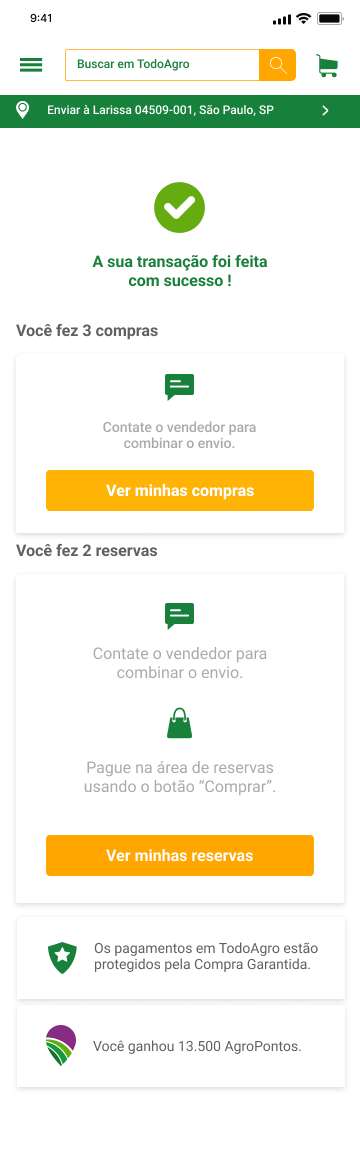 9:41
Buscar em TodoAgro
Enviar à Larissa 04509-001, São Paulo, SP
A sua transação foi feita
com sucesso !
Você fez 3 compras
Contate o vendedor para
combinar o envio.
Ver minhas compras
Você fez 2 reservas
Contate o vendedor para
combinar o envio.
Pague na área de reservas
usando o botão “Comprar”.
Ver minhas reservas
Os pagamentos em TodoAgro estão
protegidos pela Compra Garantida.
Você ganhou 13.500 AgroPontos.